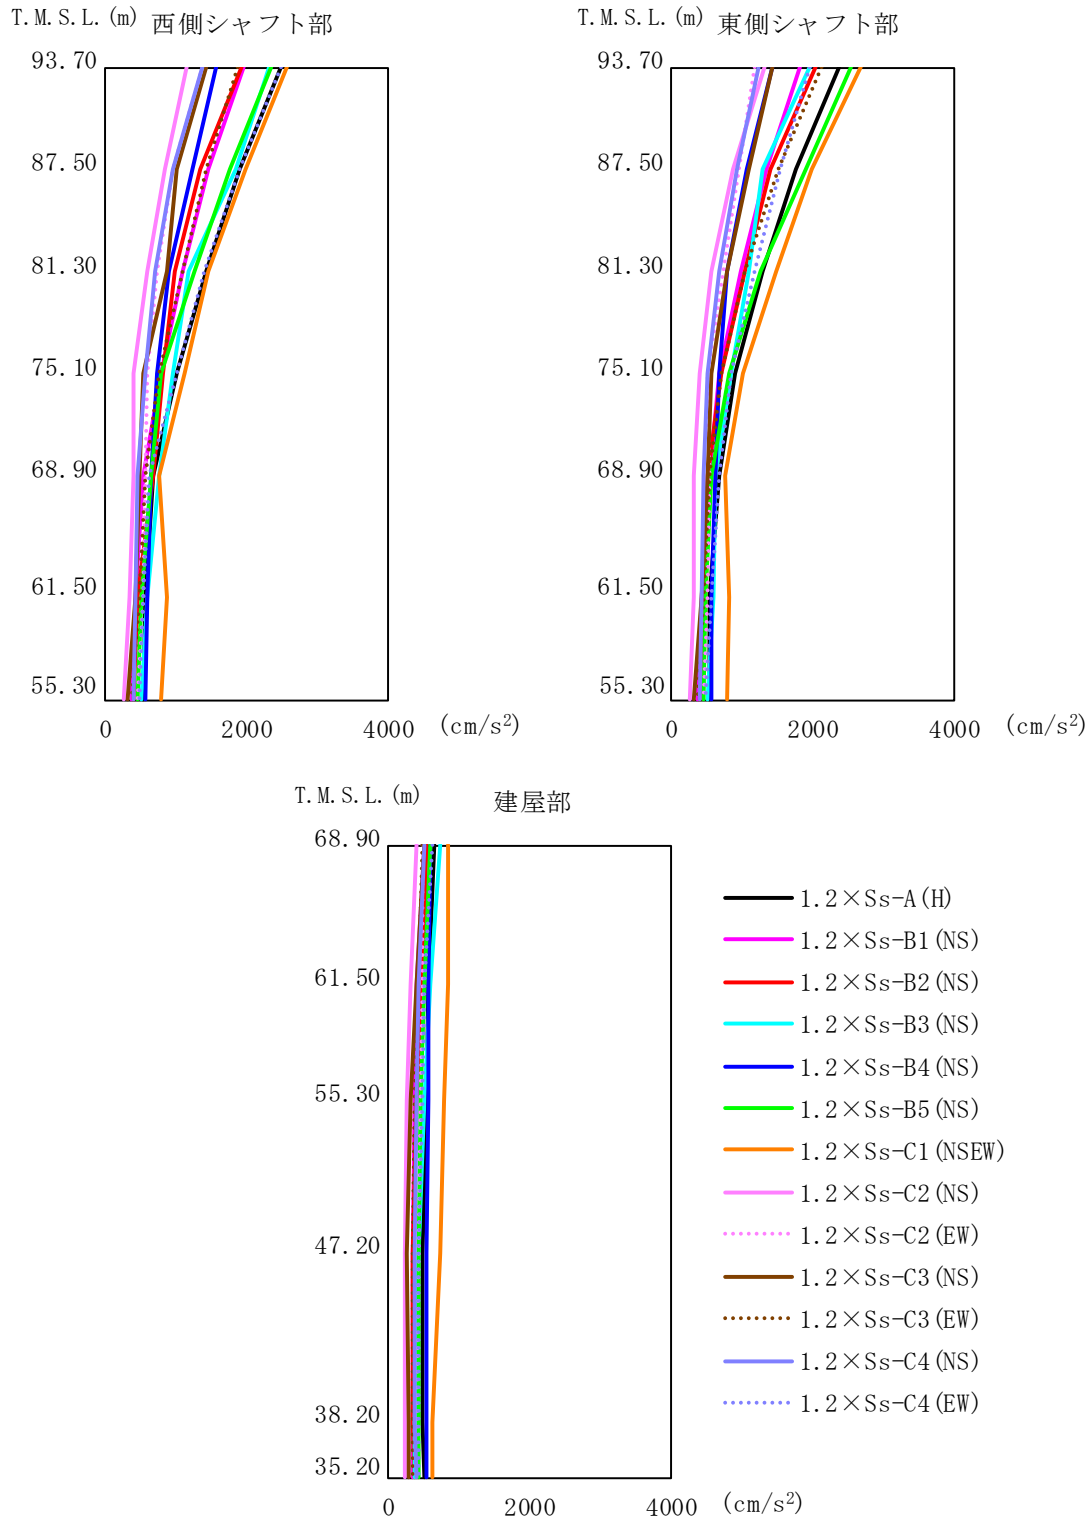 T.M.S.L.(m) 西側シャフト部
93.70
87.50
81.30
75.10
68.90
61.50
55.30
0 2000 4000 (cm/s²)
T.M.S.L.(m) 東側シャフト部
93.70
87.50
81.30
75.10
68.90
61.50
55.30
0 2000 4000 (cm/s²)
T.M.S.L.(m) 建屋部
68.90
61.50
55.30
47.20
38.20
35.20
0 2000 4000 (cm/s²)
1.2×Ss-A(H)
1.2×Ss-B1(NS)
1.2×Ss-B2(NS)
1.2×Ss-B3(NS)
1.2×Ss-B4(NS)
1.2×Ss-B5(NS)
1.2×Ss-C1(NSEW)
1.2×Ss-C2(NS)
1.2×Ss-C2(EW)
1.2×Ss-C3(NS)
1.2×Ss-C3(EW)
1.2×Ss-C4(NS)
1.2×Ss-C4(EW)